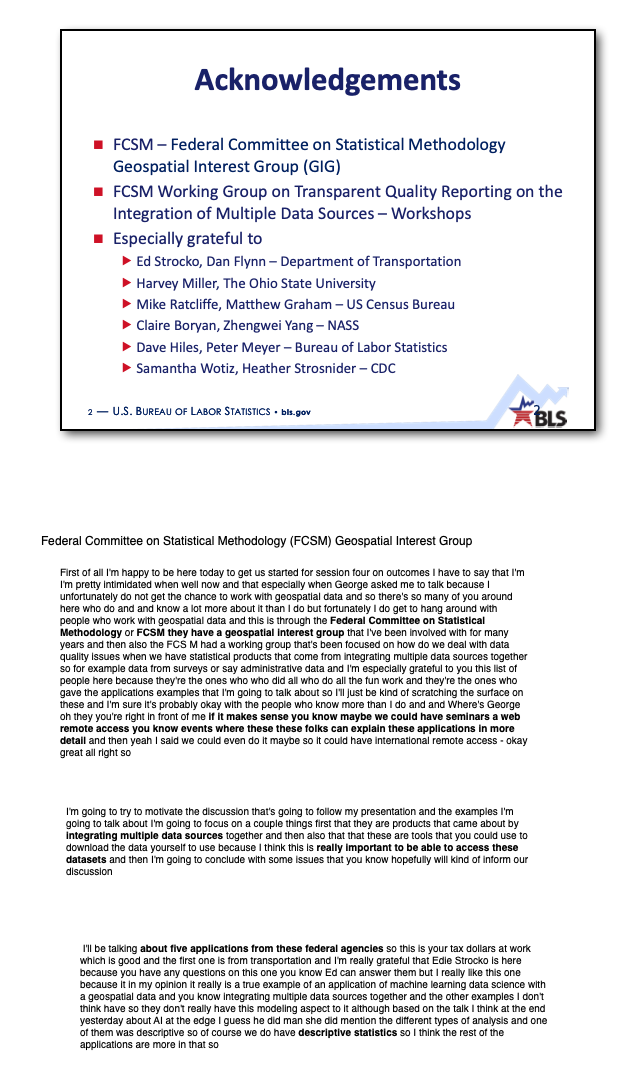 Acknowledgements
■ FCSM – Federal Committee on Statistical Methodology
Geospatial Interest Group (GIG)
■ FCSM Working Group on Transparent Quality Reporting on the
Integration of Multiple Data Sources – Workshops
■ Especially grateful to
▶ Ed Strocko, Dan Flynn – Department of Transportation
▶ Harvey Miller, The Ohio State University
▶ Mike Ratcliffe, Matthew Graham – US Census Bureau
▶ Claire Boryan, Zhengwei Yang – NASS
▶ Dave Hiles, Peter Meyer – Bureau of Labor Statistics
▶ Samantha Wotiz, Heather Strosnider – CDC
2 — U.S. BUREAU OF LABOR STATISTICS • bls.gov
2
BLS
Federal Committee on Statistical Methodology (FCSM) Geospatial Interest Group
First of all I'm happy to be here today to get us started for session four on outcomes I have to say that I'm
I'm pretty intimidated when well now and that especially when George asked me to talk because I
unfortunately do not get the chance to work with geospatial data and so there's so many of you around
here who do and and know a lot more about it than I do but fortunately I do get to hang around with
people who work with geospatial data and this is through the Federal Committee on Statistical
Methodology or FCSM they have a geospatial interest group that I've been involved with for many
years and then also the FCS M had a working group that's been focused on how do we deal with data
quality issues when we have statistical products that come from integrating multiple data sources together
so for example data from surveys or say administrative data and I'm especially grateful to you this list of
people here because they're the ones who who did all who do all the fun work and they're the ones who
gave the applications examples that I'm going to talk about so I'll just be kind of scratching the surface on
these and I'm sure it's probably okay with the people who know more than I do and and Where's George
oh they you're right in front of me if it makes sense you know maybe we could have seminars a web
remote access you know events where these these folks can explain these applications in more
detail and then yeah I said we could even do it maybe so it could have international remote access - okay
great all right so
I'm going to try to motivate the discussion that's going to follow my presentation and the examples I'm
going to talk about I'm going to focus on a couple things first that they are products that came about by
integrating multiple data sources together and then also that that these are tools that you could use to
download the data yourself to use because I think this is really important to be able to access these
datasets and then I'm going to conclude with some issues that you know hopefully will kind of inform our
discussion
I'll be talking about five applications from these federal agencies so this is your tax dollars at work
which is good and the first one is from transportation and I'm really grateful that Edie Strocko is here
because you have any questions on this one you know Ed can answer them but I really like this one
because it in my opinion it really is a true example of an application of machine learning data science with
a geospatial data and you know integrating multiple data sources together and the other examples I don't
think have so they don't really have this modeling aspect to it although based on the talk I think at the end
yesterday about AI at the edge I guess he did man she did mention the different types of analysis and one
of them was descriptive so of course we do have descriptive statistics so I think the rest of the
applications are more in that so